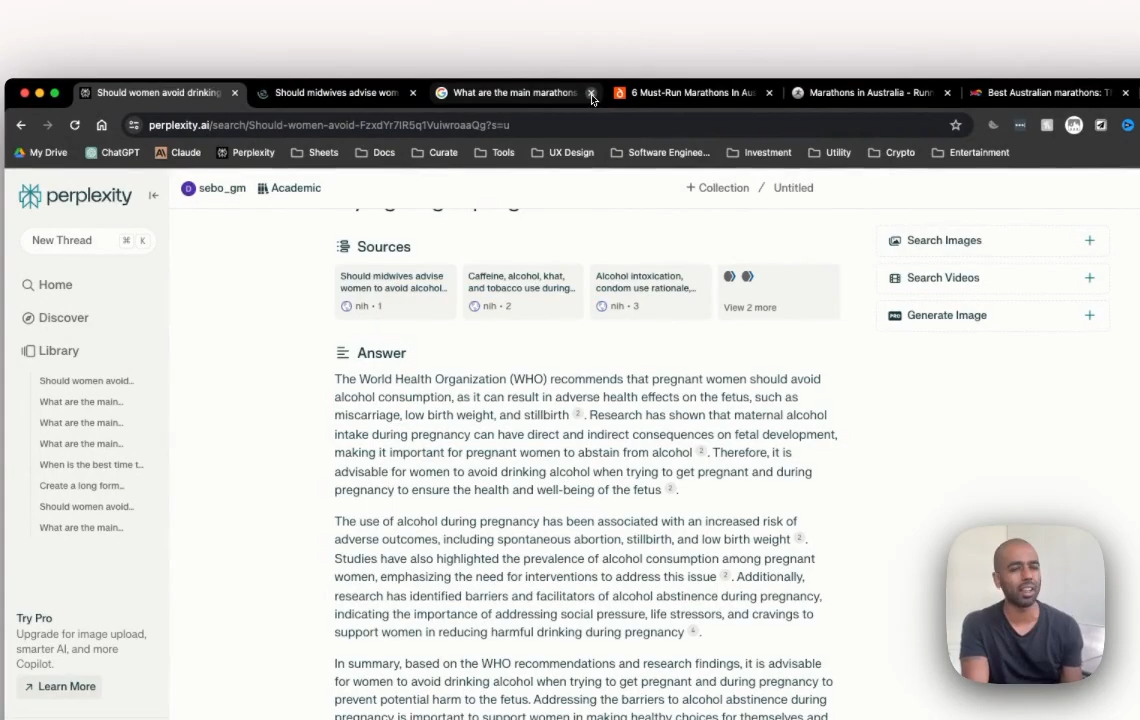 Should women avoid drinking
Should midwives advise wom
What are the main marathons
6 Must-Run Marathons In Aus
Marathons in Australia - Runn
Best Australian marathons: Th
perplexity.ai/search/Should-women-avoid-FzxdYr7IR5q1VuiwroaaQg?s=u
My Drive
ChatGPT
Claude
Perplexity
Sheets
Docs
Curate
Tools
UX Design
Software Enginee...
Investment
Utility
Crypto
Entertainment
perplexity
New Thread
⌘
K
Home
Discover
Library
Should women avoid...
What are the main...
What are the main...
What are the main...
When is the best time t...
Create a long form...
Should women avoid...
What are the main...
Try Pro
Upgrade for image upload,
smarter AI, and more
Copilot.
Learn More
sebo_gm
Academic
+ Collection / Untitled
Sources
Should midwives advise
women to avoid alcohol...
nih • 1
Caffeine, alcohol, khat,
and tobacco use during...
nih • 2
Alcohol intoxication,
condom use rationale,...
nih • 3
View 2 more
Answer
The World Health Organization (WHO) recommends that pregnant women should avoid
alcohol consumption, as it can result in adverse health effects on the fetus, such as
miscarriage, low birth weight, and stillbirth 2. Research has shown that maternal alcohol
intake during pregnancy can have direct and indirect consequences on fetal development,
making it important for pregnant women to abstain from alcohol 2. Therefore, it is
advisable for women to avoid drinking alcohol when trying to get pregnant and during
pregnancy to ensure the health and well-being of the fetus 2.
The use of alcohol during pregnancy has been associated with an increased risk of
adverse outcomes, including spontaneous abortion, stillbirth, and low birth weight 2.
Studies have also highlighted the prevalence of alcohol consumption among pregnant
women, emphasizing the need for interventions to address this issue 2. Additionally,
research has identified barriers and facilitators of alcohol abstinence during pregnancy,
indicating the importance of addressing social pressure, life stressors, and cravings to
support women in reducing harmful drinking during pregnancy 4.
In summary, based on the WHO recommendations and research findings, it is advisable
for women to avoid drinking alcohol when trying to get pregnant and during pregnancy to
prevent potential harm to the fetus. Addressing the barriers to alcohol abstinence during
pregnancy is important to support women in making healthy choices for themselves and
Search Images
Search Videos
PRO
Generate Image